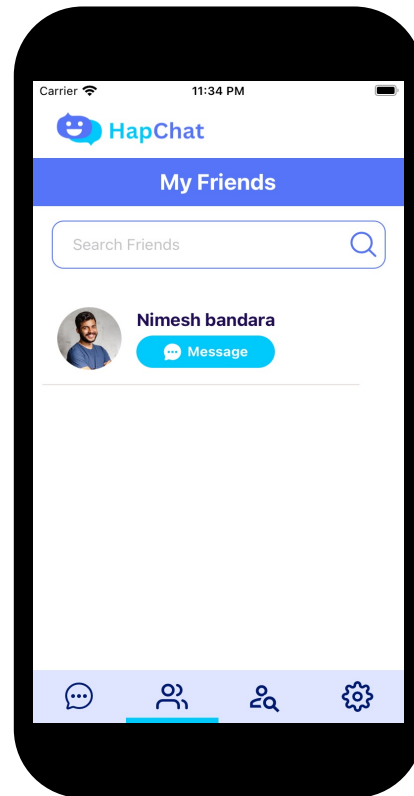 Carrier 11:34 PM
HapChat
My Friends
Search Friends
Nimesh bandara
Message